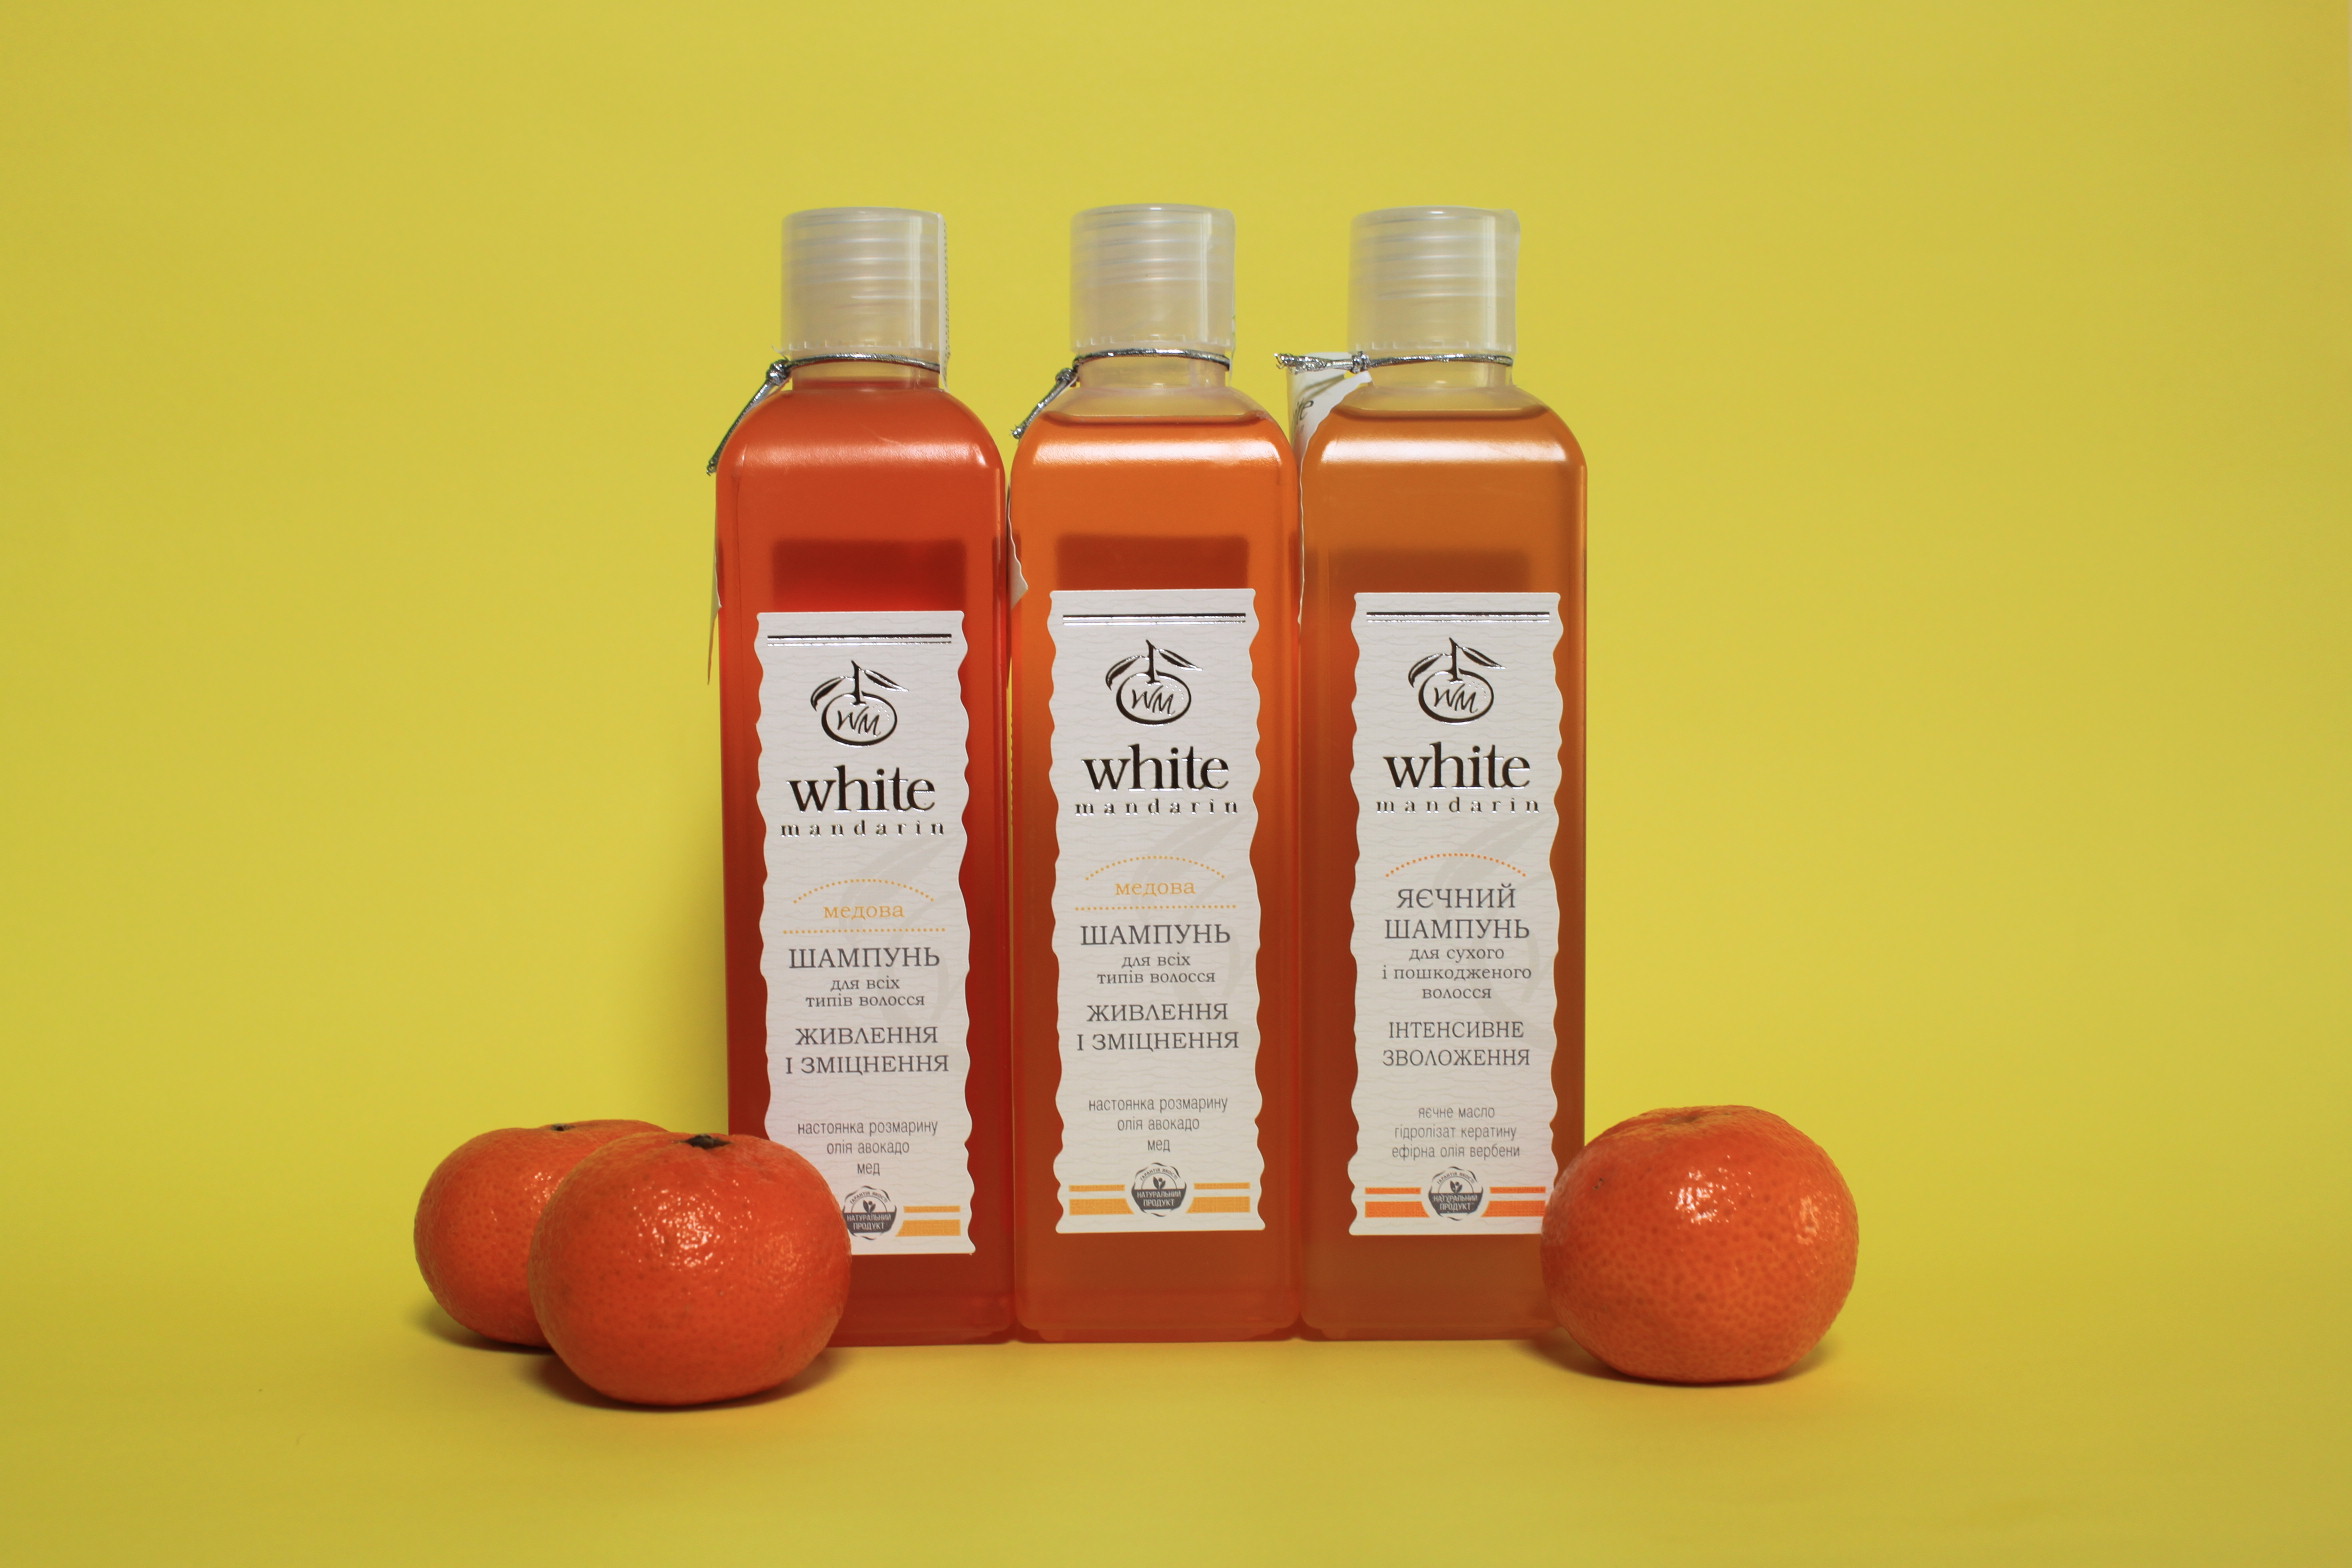 WM
white
mandarin
медова
ШАМПУНЬ
для всіх
типів волосся
ЖИВЛЕННЯ
І ЗМІЦНЕННЯ
настоянка розмарину
олія авокадо
мед
НАТУРАЛЬНИЙ
ПРОДУКТ
WM
white
mandarin
медова
ШАМПУНЬ
для всіх
типів волосся
ЖИВЛЕННЯ
І ЗМІЦНЕННЯ
настоянка розмарину
олія авокадо
мед
НАТУРАЛЬНИЙ
ПРОДУКТ
WM
white
mandarin
ЯЄЧНИЙ
ШАМПУНЬ
для сухого
і пошкодженого
волосся
ІНТЕНСИВНЕ
ЗВОЛОЖЕННЯ
яєчне масло
гідролізат кератину
ефірна олія вербени
НАТУРАЛЬНИЙ
ПРОДУКТ